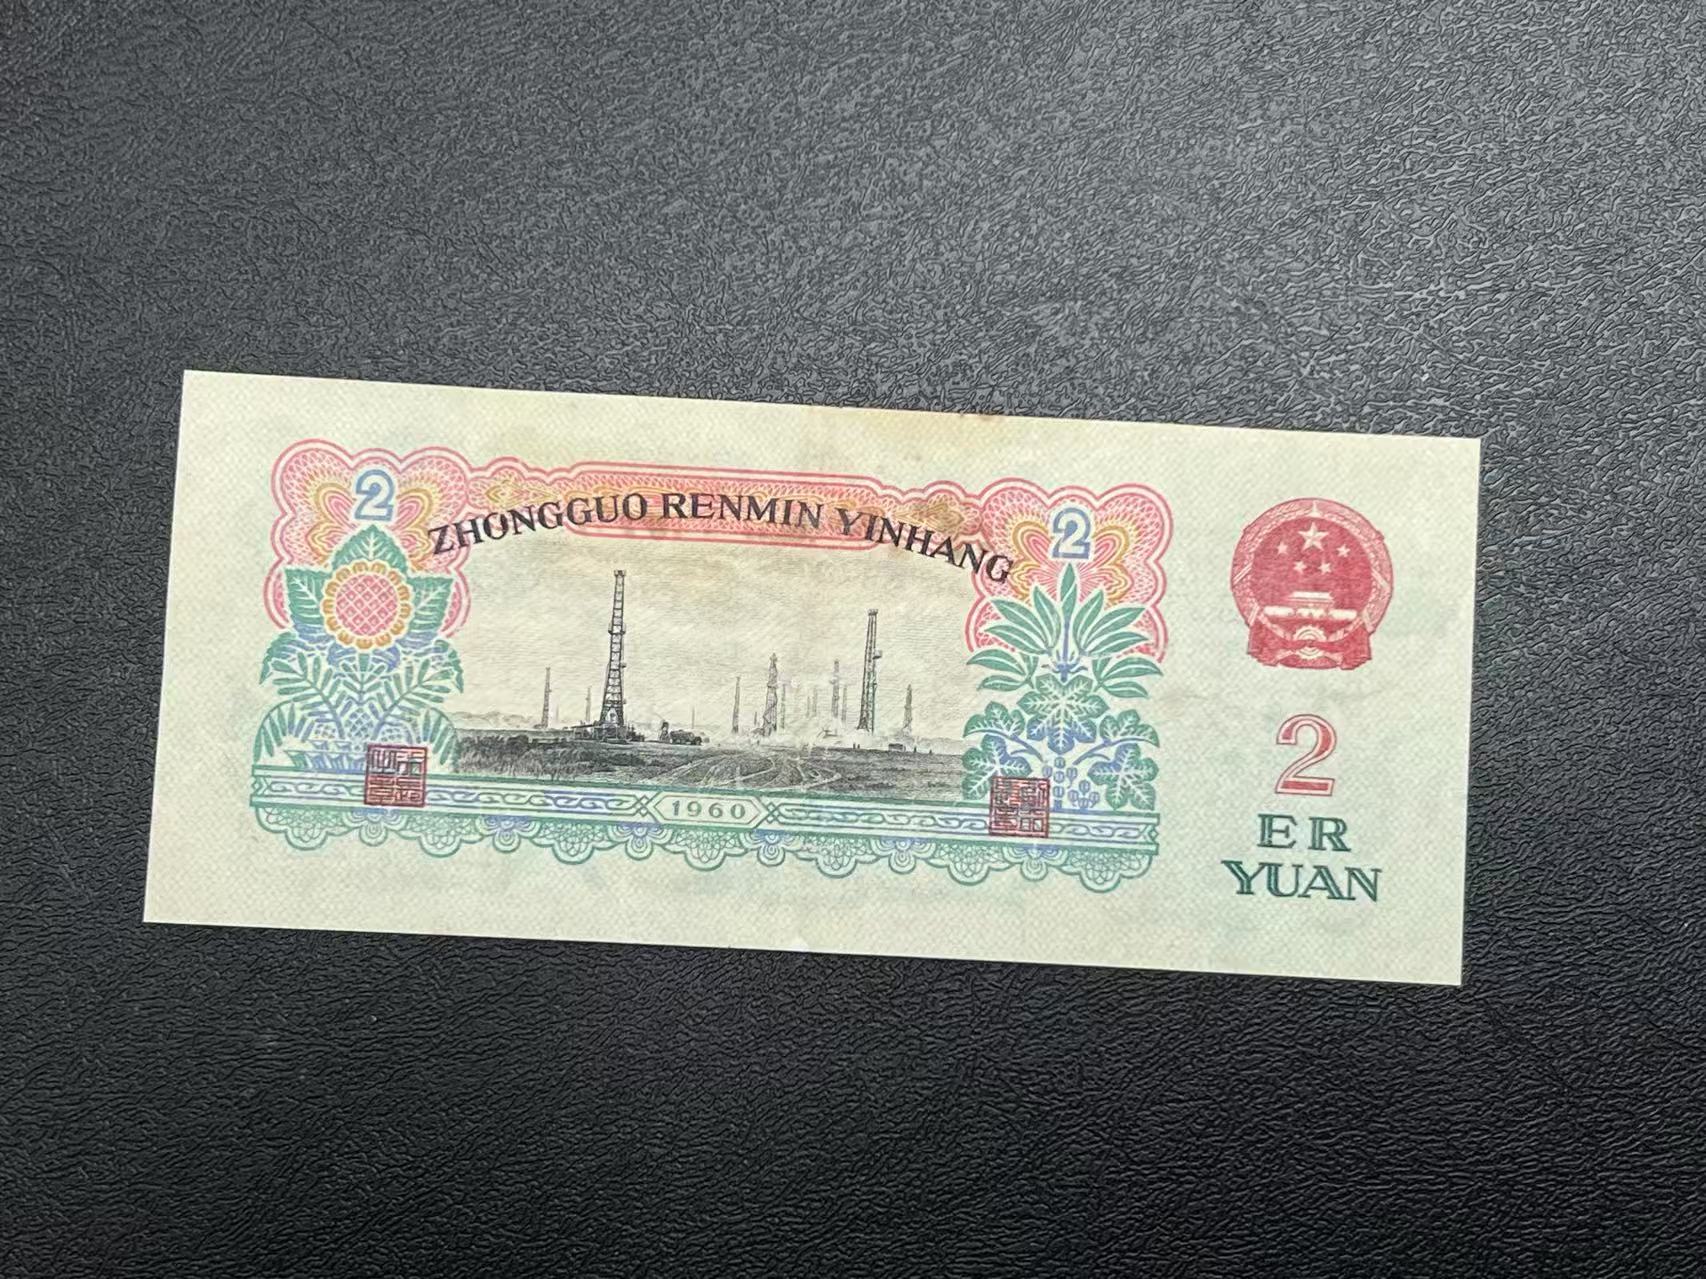 2
2
ZHONGGUO RENMIN YINHANG
1960
2
ER
YUAN